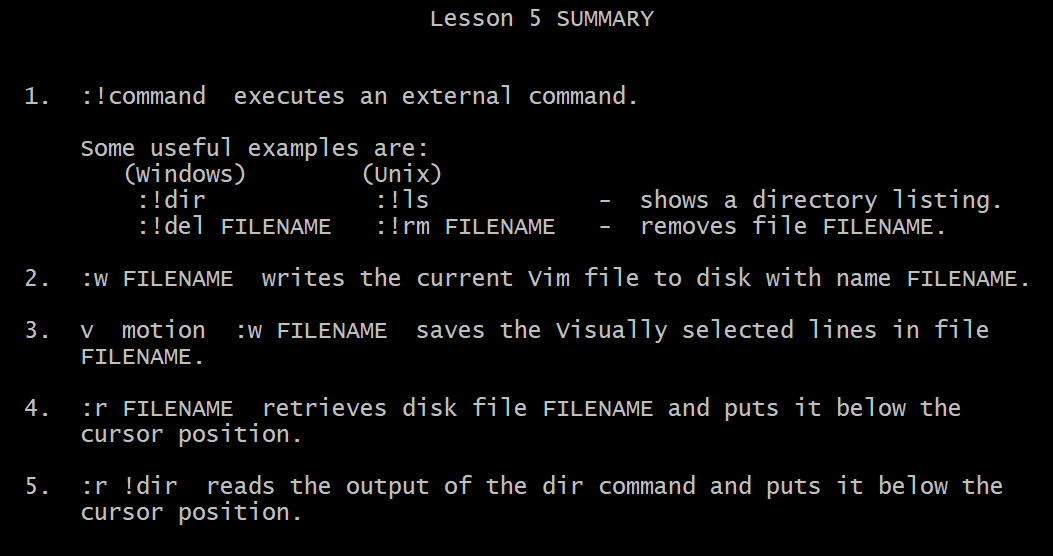 Lesson 5 SUMMARY
1. :!command executes an external command.
Some useful examples are:
(Windows) (Unix)
:!dir :!ls - shows a directory listing.
:!del FILENAME :!rm FILENAME - removes file FILENAME.
2. :w FILENAME writes the current Vim file to disk with name FILENAME.
3. v motion :w FILENAME saves the Visually selected lines in file
FILENAME.
4. :r FILENAME retrieves disk file FILENAME and puts it below the
cursor position.
5. :r !dir reads the output of the dir command and puts it below the
cursor position.